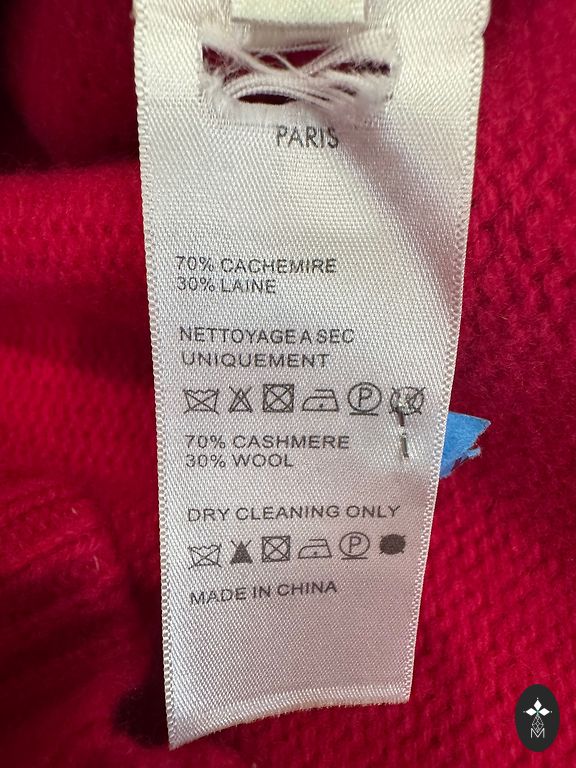 PARIS
70% CACHEMIRE
30% LAINE
NETTOYAGE A SEC
UNIQUEMENT
70% CASHMERE
30% WOOL
DRY CLEANING ONLY
MADE IN CHINA